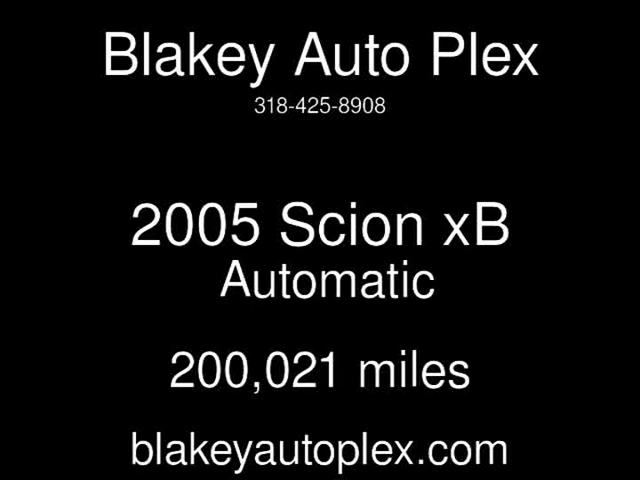 Blakey Auto Plex
318-425-8908
2005 Scion xB
Automatic
200,021 miles
blakeyautoplex.com